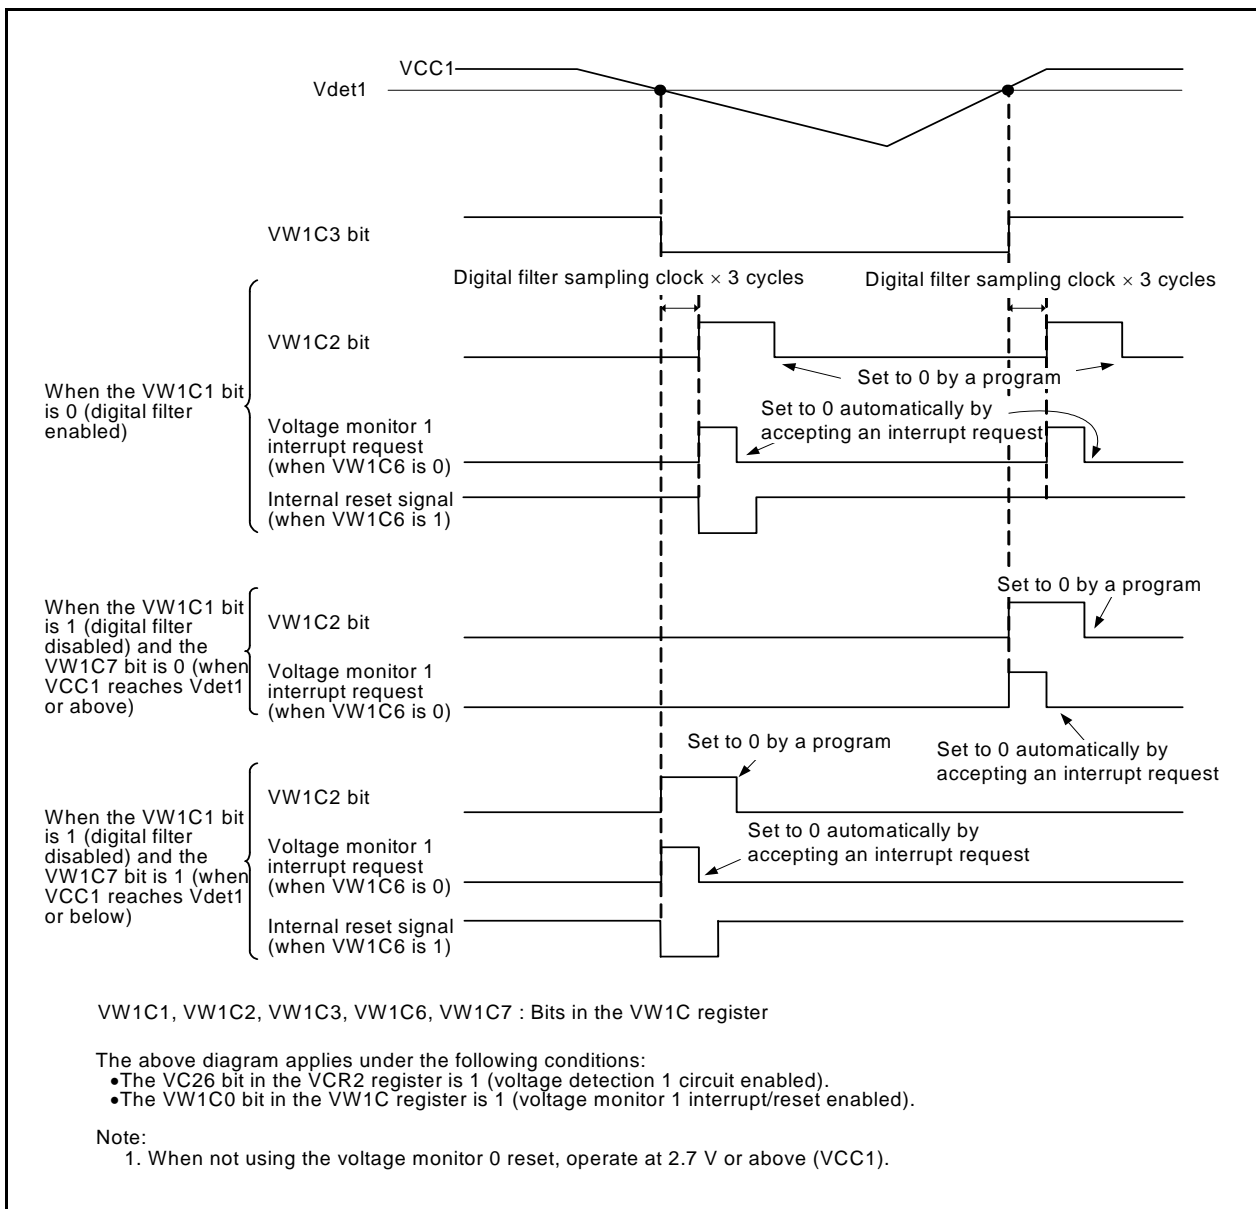 VCC1
Vdet1
VW1C3 bit
Digital filter sampling clock × 3 cycles
Digital filter sampling clock × 3 cycles
When the VW1C1 bit
is 0 (digital filter
enabled)
VW1C2 bit
Set to 0 by a program
Voltage monitor 1
interrupt request
(when VW1C6 is 0)
Set to 0 automatically by
accepting an interrupt request
Internal reset signal
(when VW1C6 is 1)
When the VW1C1 bit
is 1 (digital filter
disabled) and the
VW1C7 bit is 0 (when
VCC1 reaches Vdet1
or above)
VW1C2 bit
Set to 0 by a program
Voltage monitor 1
interrupt request
(when VW1C6 is 0)
Set to 0 automatically by
accepting an interrupt request
When the VW1C1 bit
is 1 (digital filter
disabled) and the
VW1C7 bit is 1 (when
VCC1 reaches Vdet1
or below)
VW1C2 bit
Set to 0 by a program
Voltage monitor 1
interrupt request
(when VW1C6 is 0)
Set to 0 automatically by
accepting an interrupt request
Internal reset signal
(when VW1C6 is 1)
VW1C1, VW1C2, VW1C3, VW1C6, VW1C7 : Bits in the VW1C register
The above diagram applies under the following conditions:
•The VC26 bit in the VCR2 register is 1 (voltage detection 1 circuit enabled).
•The VW1C0 bit in the VW1C register is 1 (voltage monitor 1 interrupt/reset enabled).
Note:
1. When not using the voltage monitor 0 reset, operate at 2.7 V or above (VCC1).